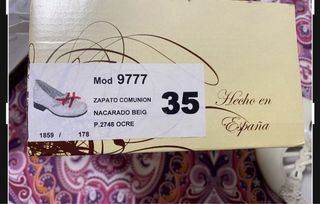 Mod 9777
ZAPATO COMUNION
NACARADO BEIG
P.2748 OCRE
35
1859 / 178
Hecho en
España